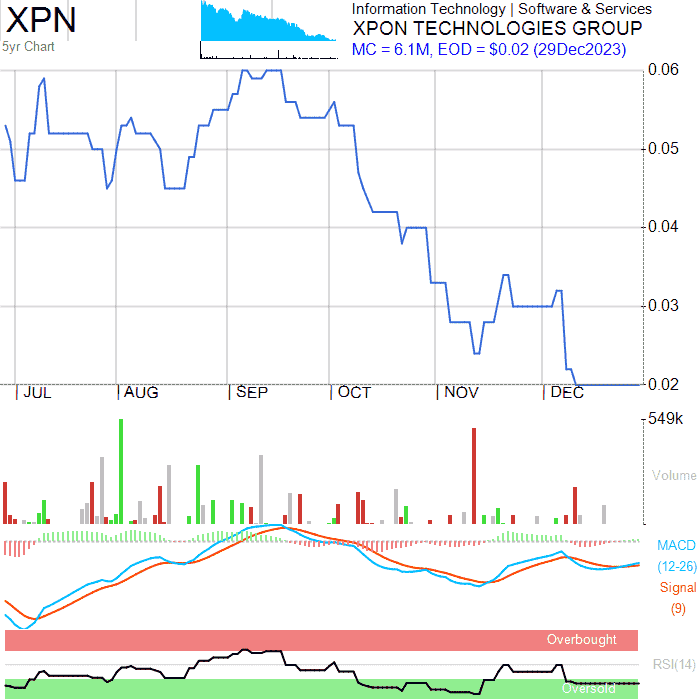 XPN
5yr Chart
Information Technology | Software & Services
XPON TECHNOLOGIES GROUP
MC = 6.1M, EOD = $0.02 (29Dec2023)
0.06
0.05
0.04
0.03
0.02
JUL
AUG
SEP
OCT
NOV
DEC
549k
Volume
MACD
(12-26)
Signal
(9)
Overbought
RSI(14)
Oversold